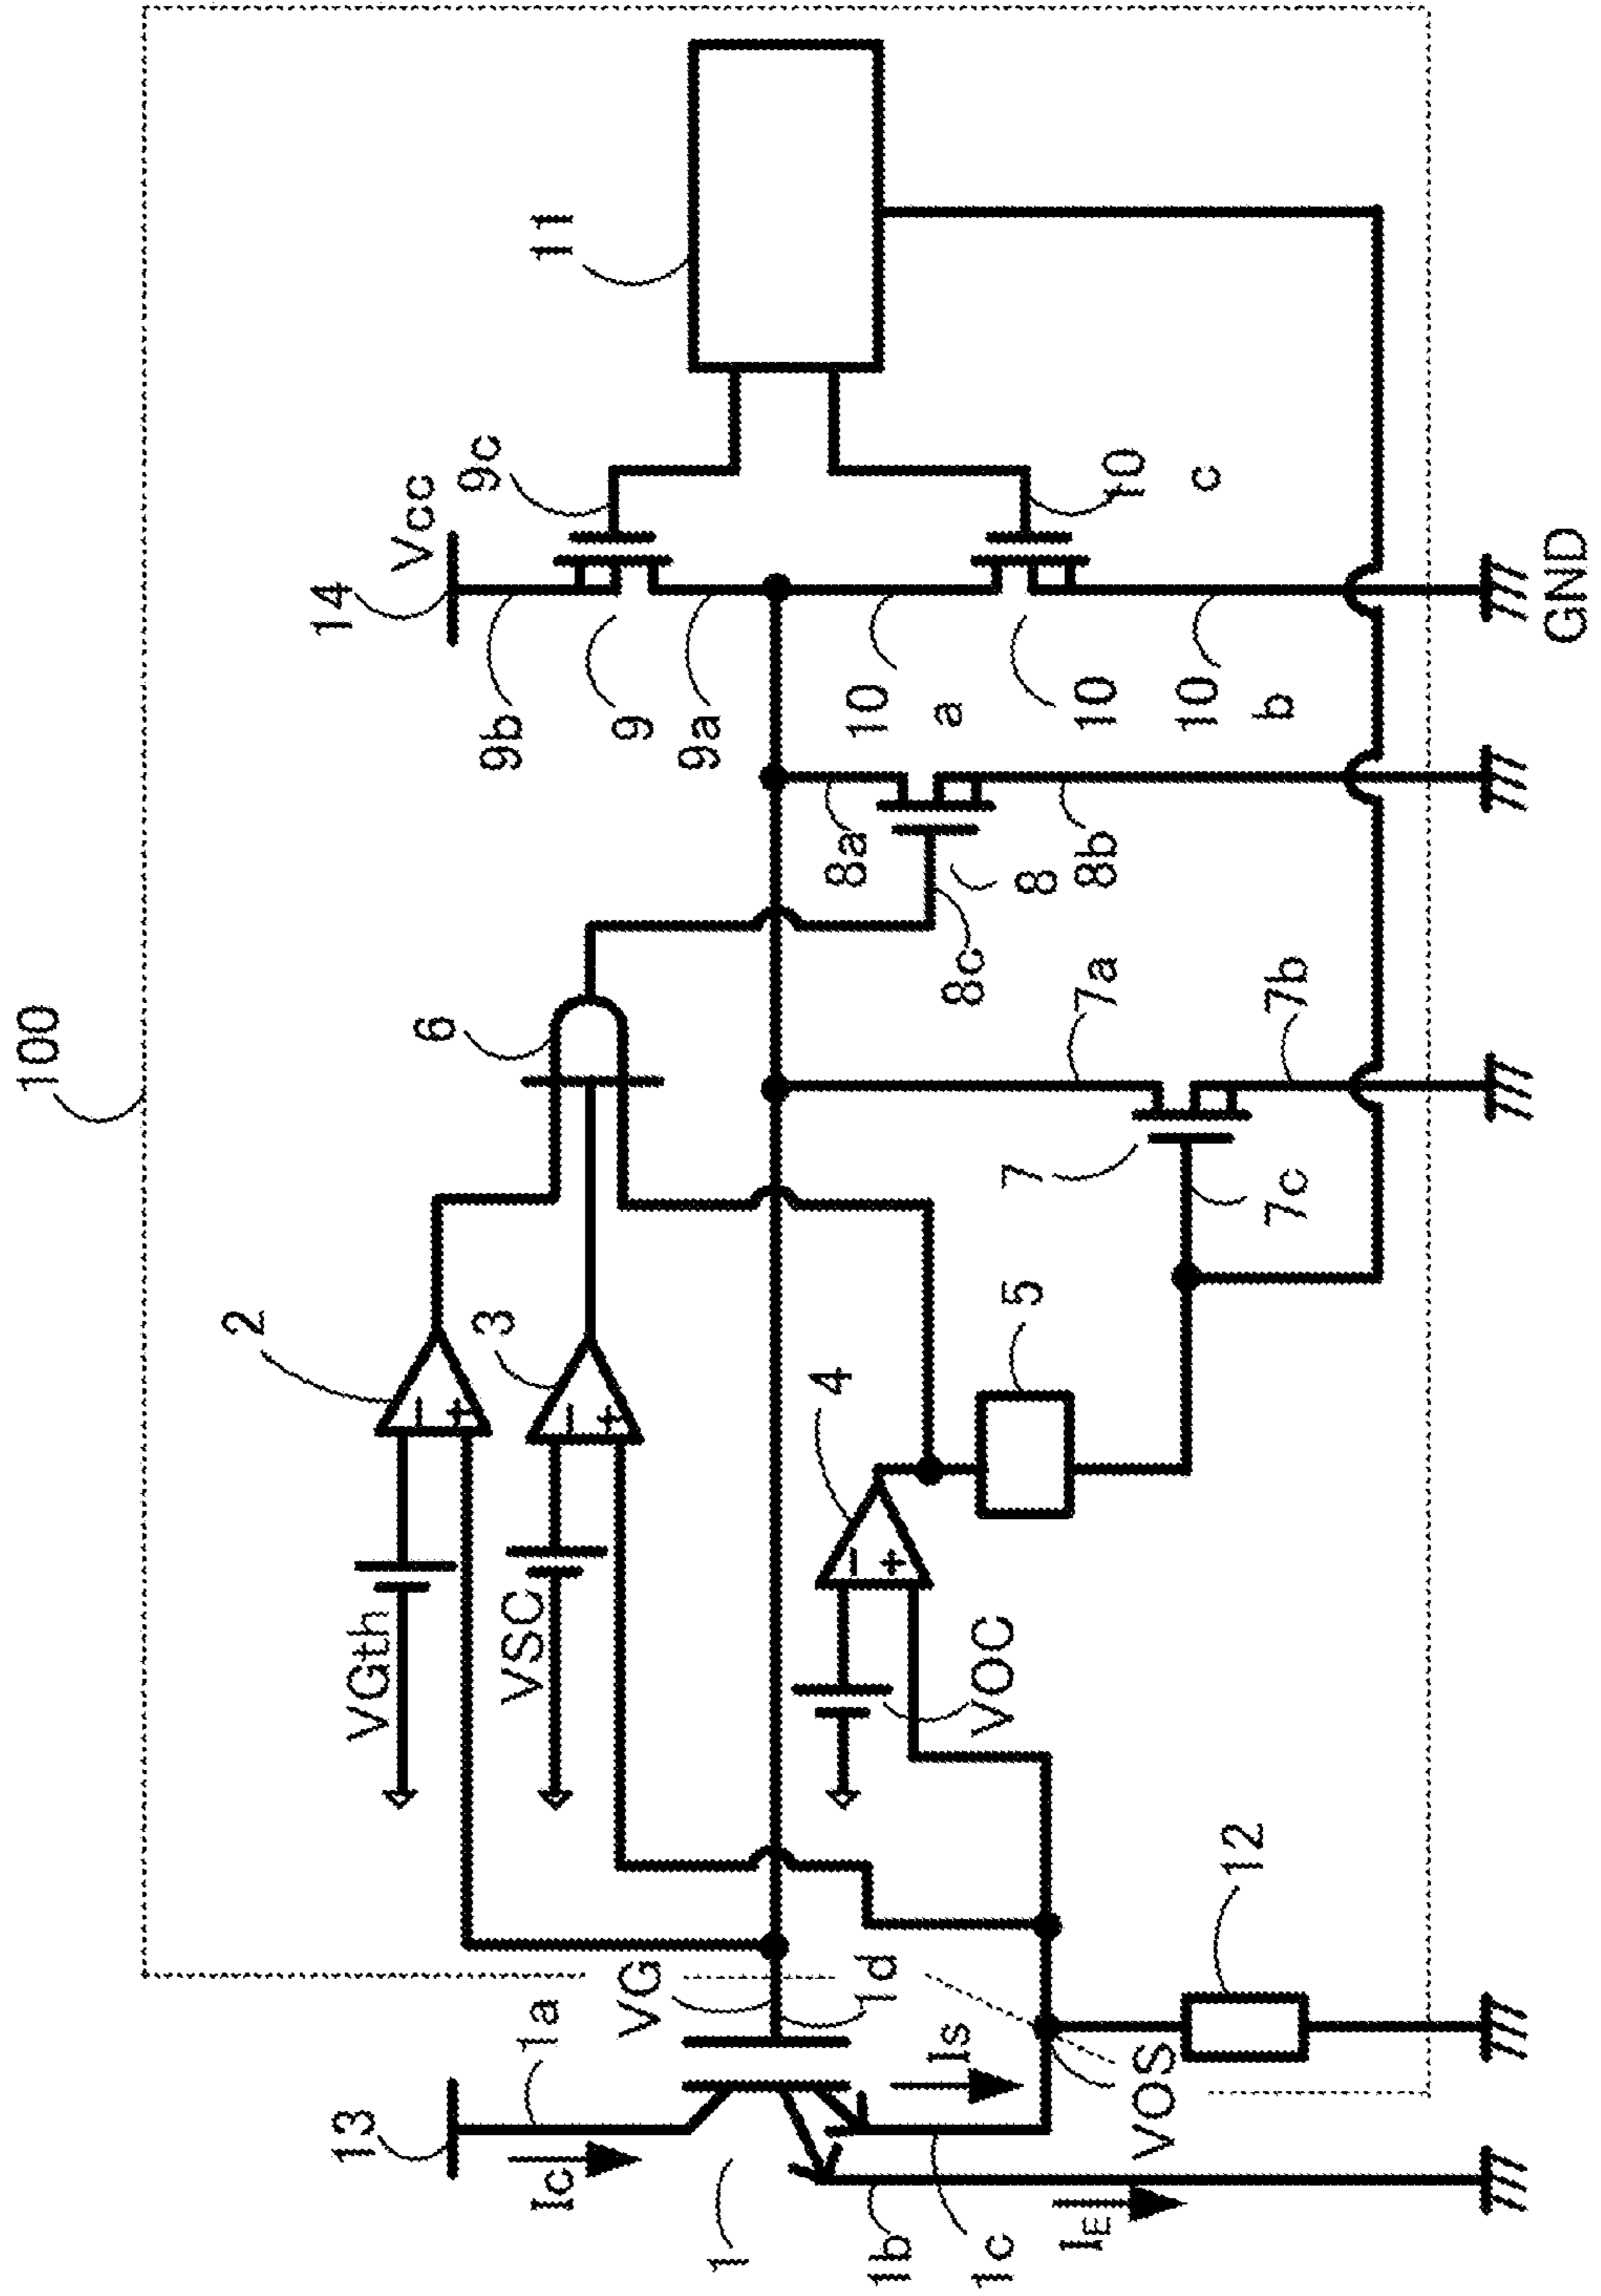 100
14
Vcc
9c
11
9b
9
9a
10
a
10
10
b
10
c
GND
6
8a
8
8b
8c
7a
7b
7
7c
2
3
4
5
VGth
VSC
VOC
12
13
1a
VG
1d
Ic
Is
VOS
1
1b
1c
IE
− +
− +
− +